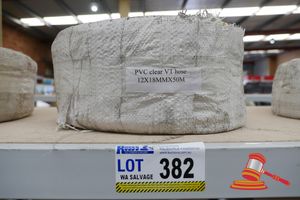 PVC clear VT hose
12X18MMX50M
LOT 382
WA SALVAGE